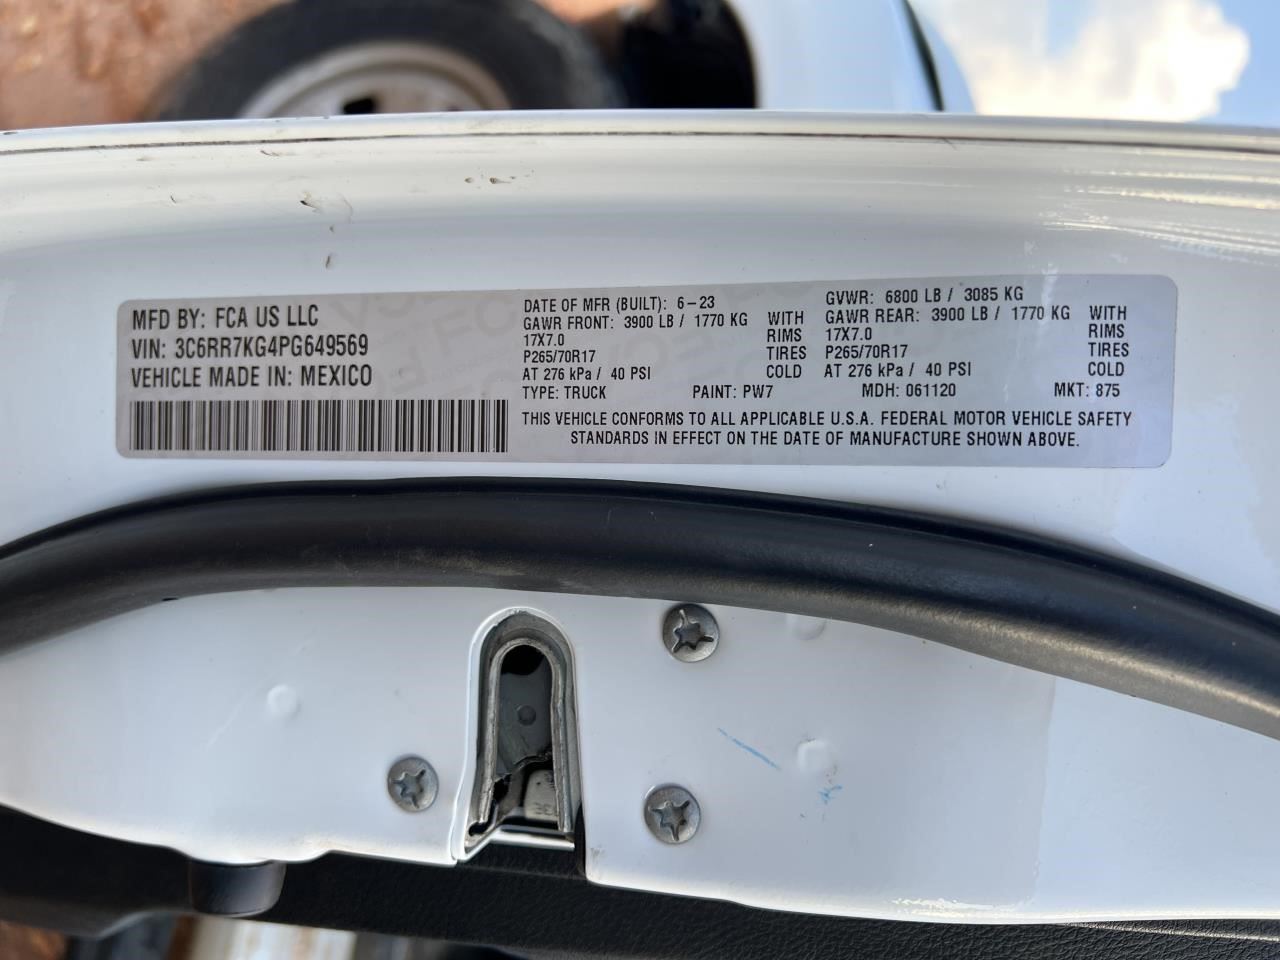 MFD BY: FCA US LLC
VIN: 3C6RR7KG4PG649569
VEHICLE MADE IN: MEXICO
DATE OF MFR (BUILT): 6-23
GAWR FRONT: 3900 LB / 1770 KG WITH
17X7.0 RIMS
P265/70R17 TIRES
AT 276 kPa / 40 PSI COLD
GVWR: 6800 LB / 3085 KG
GAWR REAR: 3900 LB / 1770 KG WITH
17X7.0 RIMS
P265/70R17 TIRES
AT 276 kPa / 40 PSI COLD
TYPE: TRUCK PAINT: PW7 MDH: 061120 MKT: 875
THIS VEHICLE CONFORMS TO ALL APPLICABLE U.S.A. FEDERAL MOTOR VEHICLE SAFETY
STANDARDS IN EFFECT ON THE DATE OF MANUFACTURE SHOWN ABOVE.